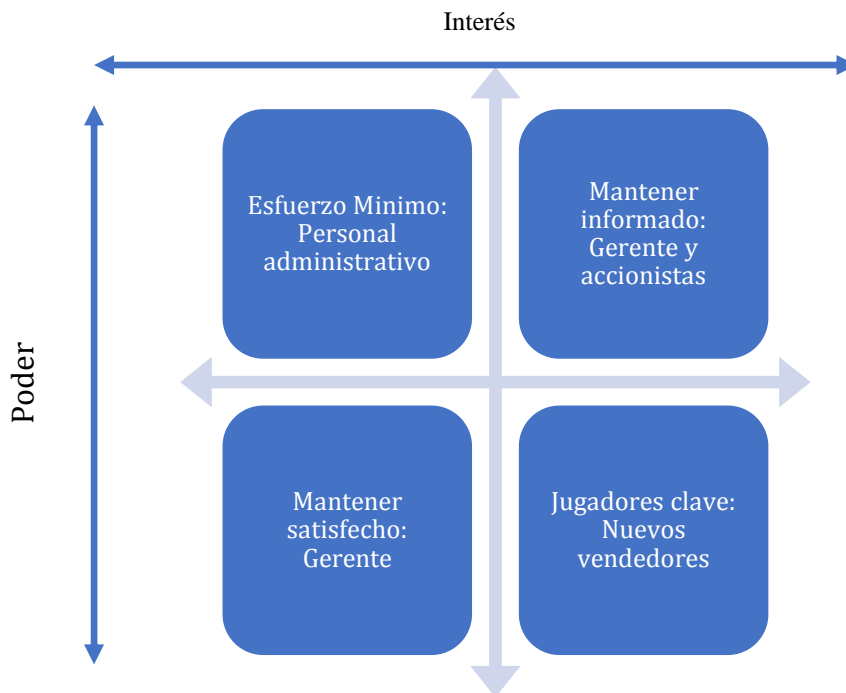 Interés
Esfuerzo Minimo:
Personal
administrativo
Mantener
informado:
Gerente y
accionistas
Poder
Mantener
satisfecho:
Gerente
Jugadores clave:
Nuevos
vendedores